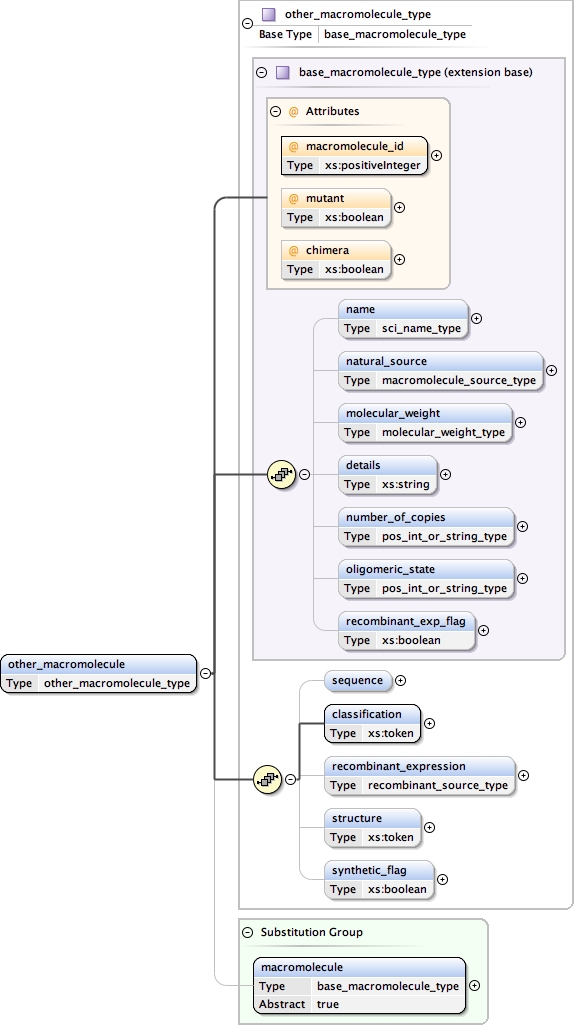 other_macromolecule_type
Base Type base_macromolecule_type
base_macromolecule_type (extension base)
@ Attributes
@ macromolecule_id
Type xs:positiveInteger
@ mutant
Type xs:boolean
@ chimera
Type xs:boolean
name
Type sci_name_type
natural_source
Type macromolecule_source_type
molecular_weight
Type molecular_weight_type
details
Type xs:string
number_of_copies
Type pos_int_or_string_type
oligomeric_state
Type pos_int_or_string_type
recombinant_exp_flag
Type xs:boolean
other_macromolecule
Type other_macromolecule_type
sequence
classification
Type xs:token
recombinant_expression
Type recombinant_source_type
structure
Type xs:token
synthetic_flag
Type xs:boolean
Substitution Group
macromolecule
Type base_macromolecule_type
Abstract true